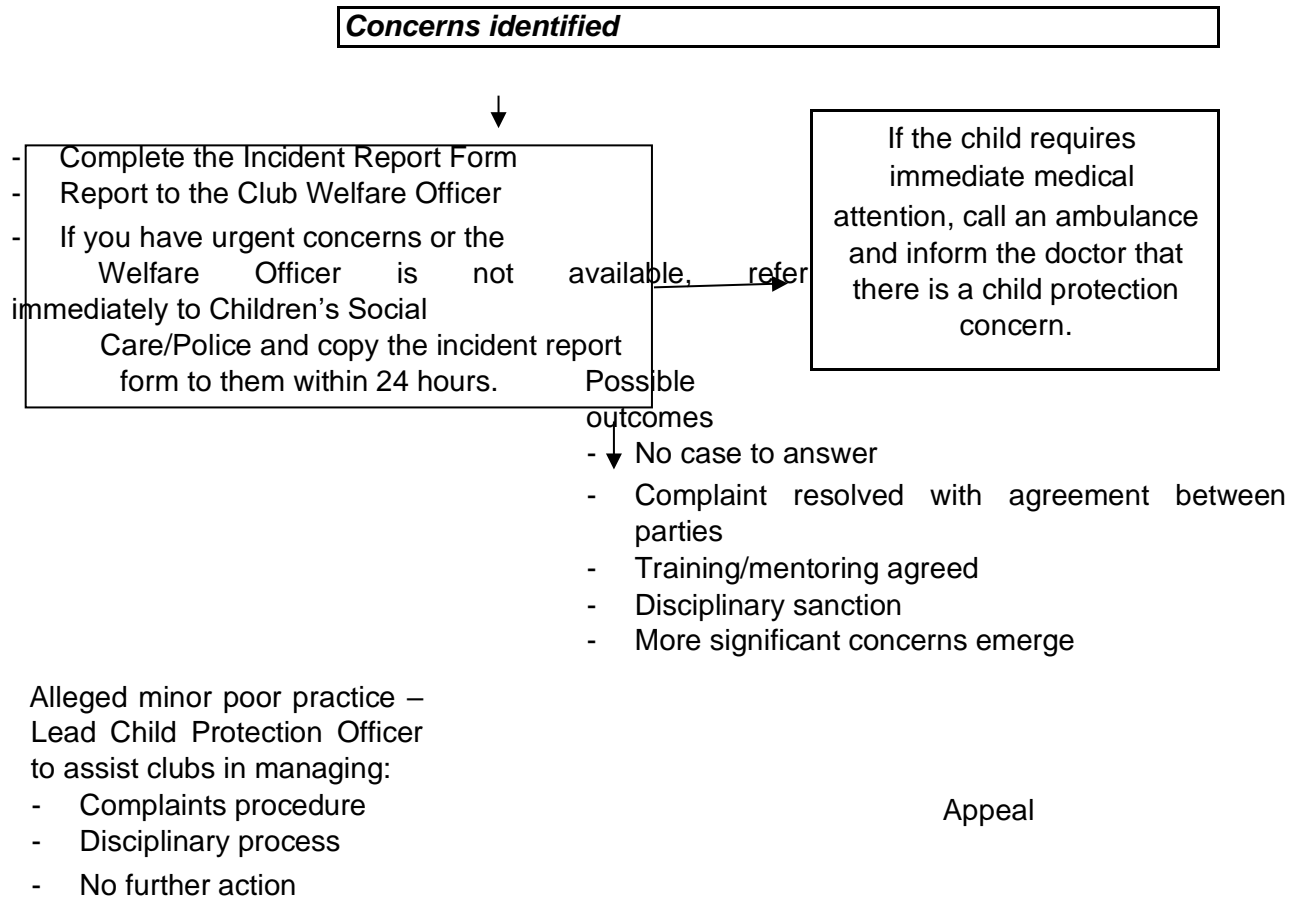 Concerns identified
- Complete the Incident Report Form
- Report to the Club Welfare Officer
- If you have urgent concerns or the
Welfare Officer is not available, refer
immediately to Children’s Social
Care/Police and copy the incident report
form to them within 24 hours.
If the child requires
immediate medical
attention, call an ambulance
and inform the doctor that
there is a child protection
concern.
Possible
outcomes
- No case to answer
- Complaint resolved with agreement between
parties
- Training/mentoring agreed
- Disciplinary sanction
- More significant concerns emerge
Alleged minor poor practice –
Lead Child Protection Officer
to assist clubs in managing:
- Complaints procedure
- Disciplinary process
- No further action
Appeal